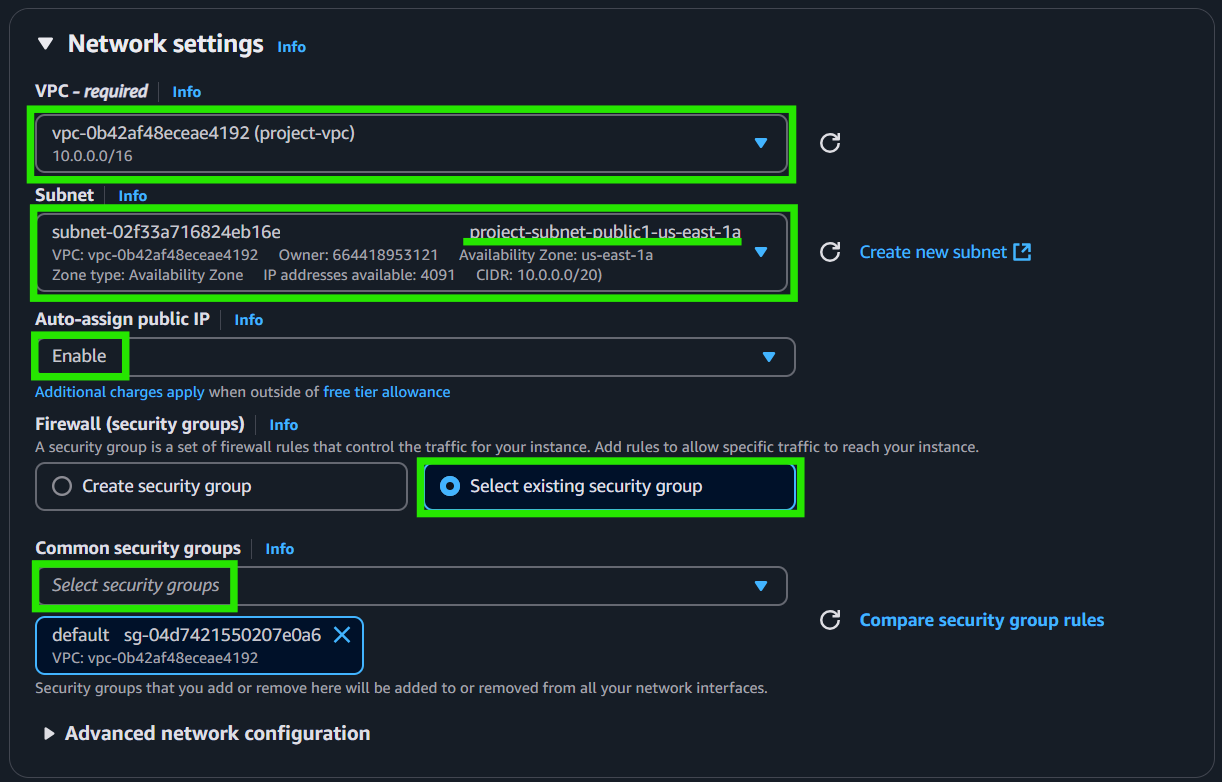 Network settings Info
VPC - required Info
vpc-0b42af48eceae4192 (project-vpc)
10.0.0.0/16
Subnet Info
subnet-02f33a716824eb16e project-subnet-public1-us-east-1a
VPC: vpc-0b42af48eceae4192 Owner: 664418953121 Availability Zone: us-east-1a
Zone type: Availability Zone IP addresses available: 4091 CIDR: 10.0.0.0/20)
Create new subnet
Auto-assign public IP Info
Enable
Additional charges apply when outside of free tier allowance
Firewall (security groups) Info
A security group is a set of firewall rules that control the traffic for your instance. Add rules to allow specific traffic to reach your instance.
Create security group Select existing security group
Common security groups Info
Select security groups
default sg-04d7421550207e0a6
VPC: vpc-0b42af48eceae4192
Compare security group rules
Security groups that you add or remove here will be added to or removed from all your network interfaces.
Advanced network configuration